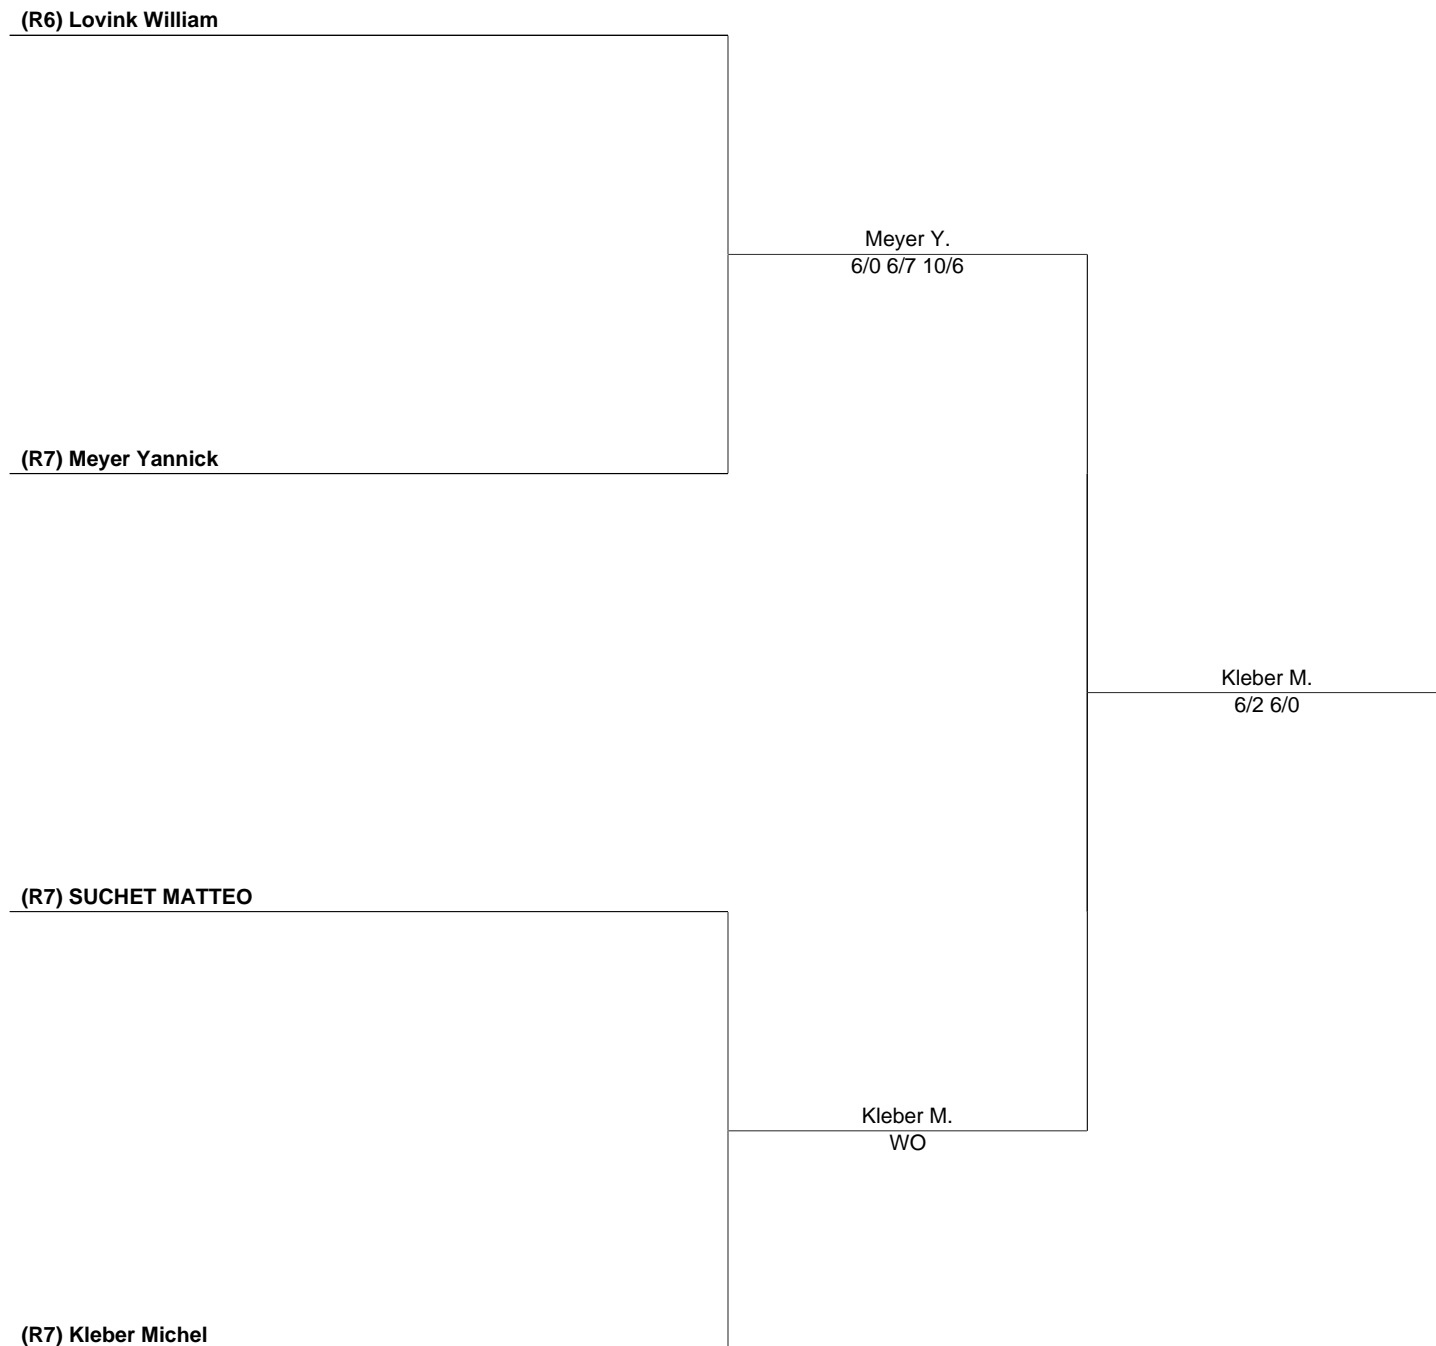 (R6) Lovink William
Meyer Y.
6/0 6/7 10/6
(R7) Meyer Yannick
Kleber M.
6/2 6/0
(R7) SUCHET MATTEO
Kleber M.
WO
(R7) Kleber Michel